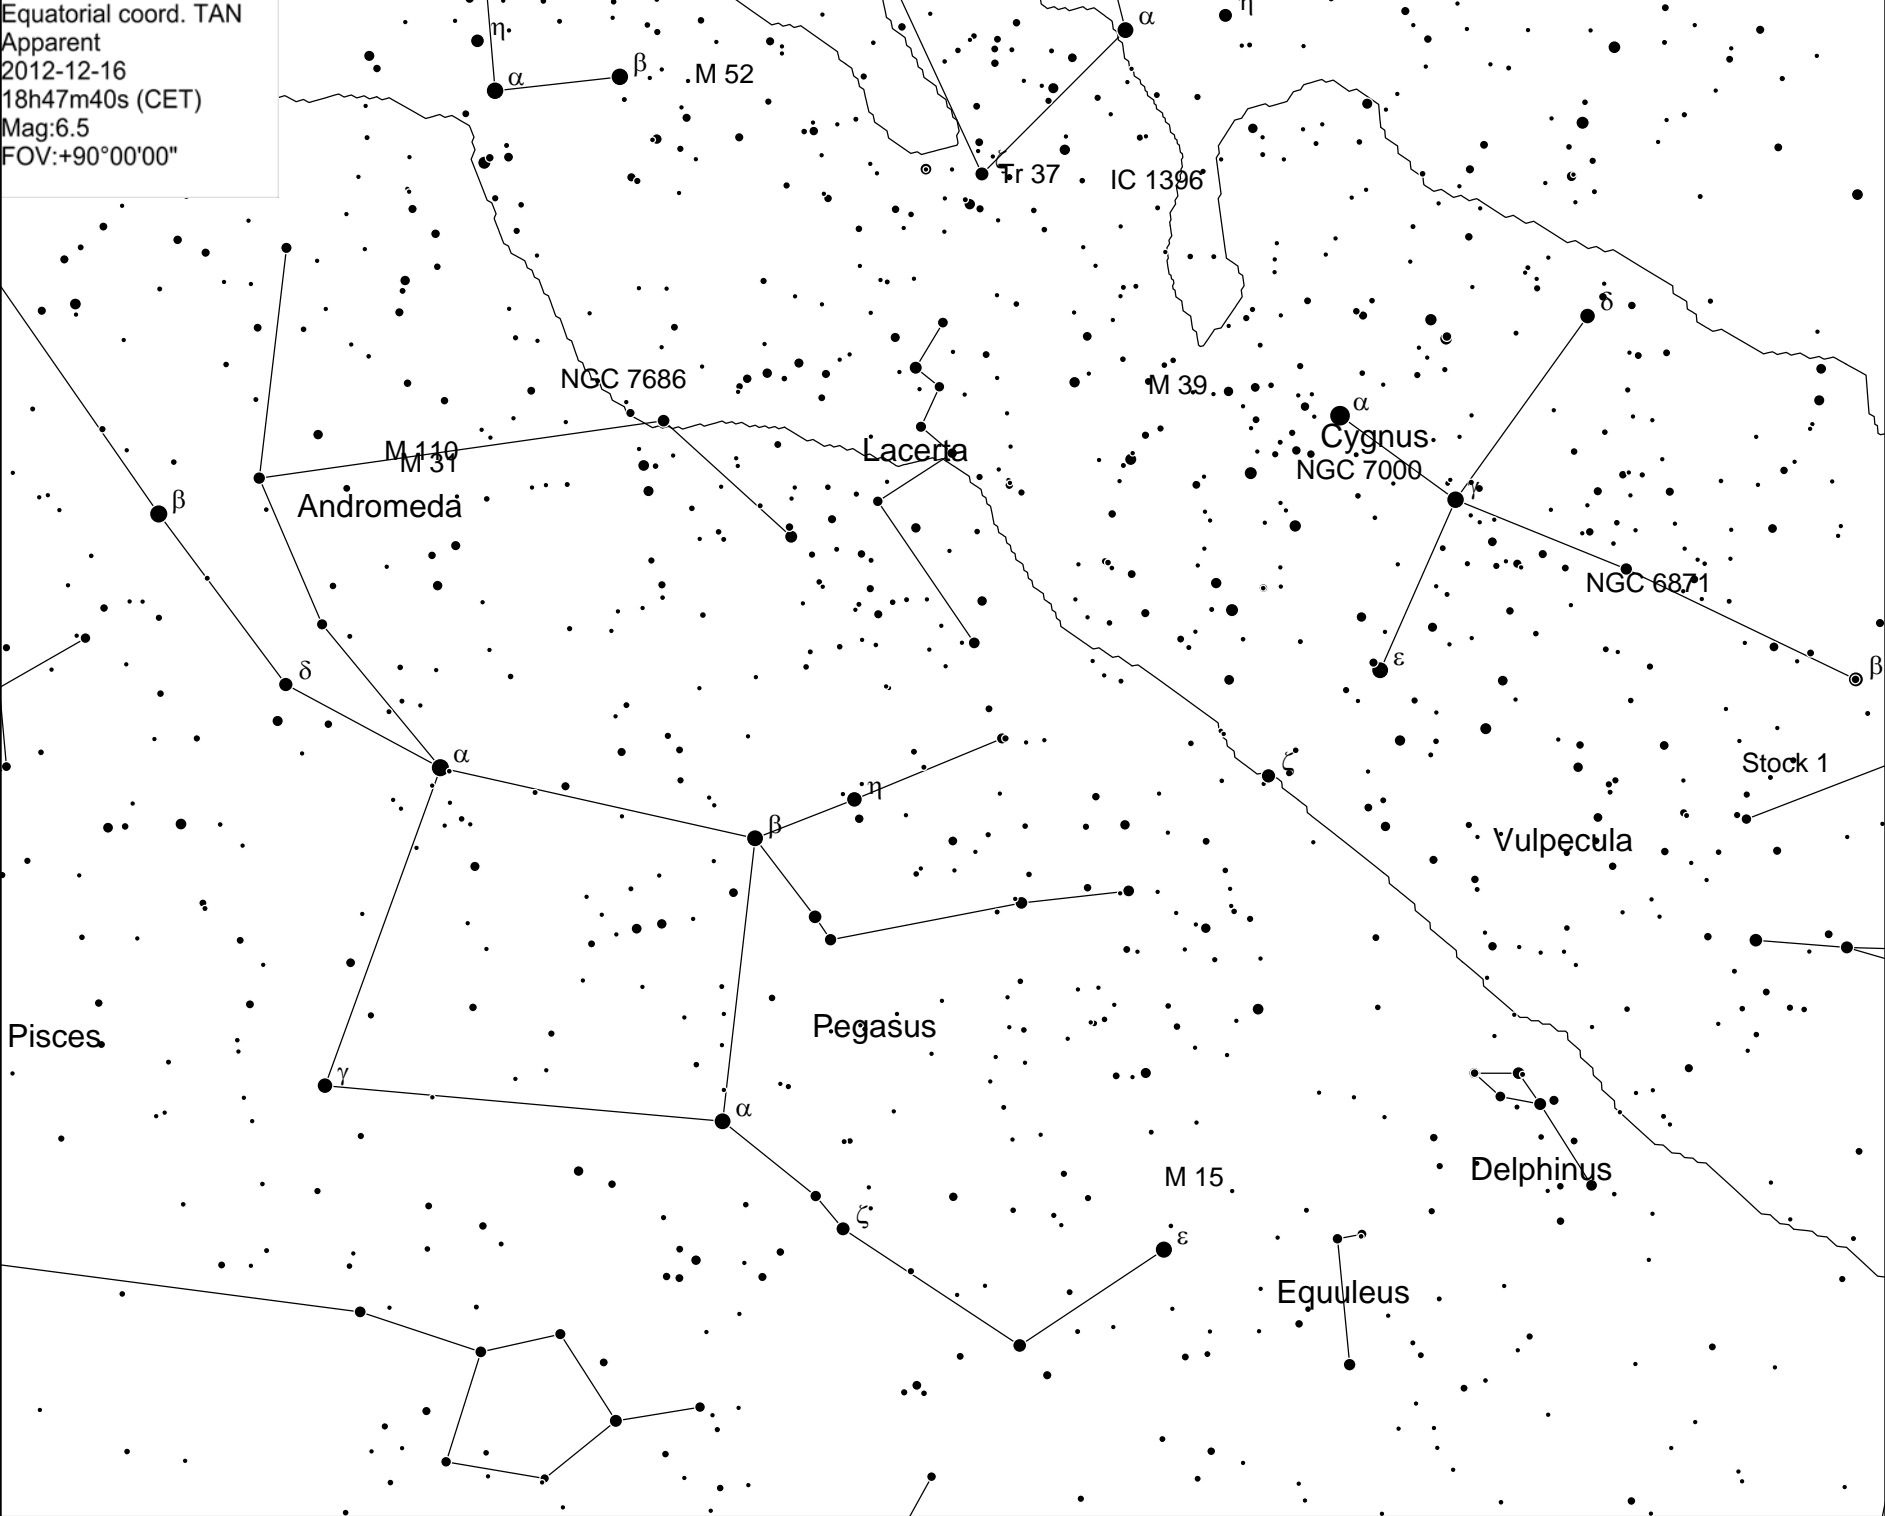 Equatorial coord. TAN
Apparent
2012-12-16
18h47m40s (CET)
Mag:6.5
FOV:+90°00'00"
η
α
β
M 52
α
η
ζ
Tr 37
IC 1396
δ
NGC 7686
M 39
α
Cygnus
M 110
M 31
Lacerta
NGC 7000
γ
β
Andromeda
NGC 6871
ε
β
δ
α
ζ
Stock 1
η
β
Vulpecula
Pegasus
Pisces
γ
α
M 15
Delphinus
ζ
ε
Equuleus